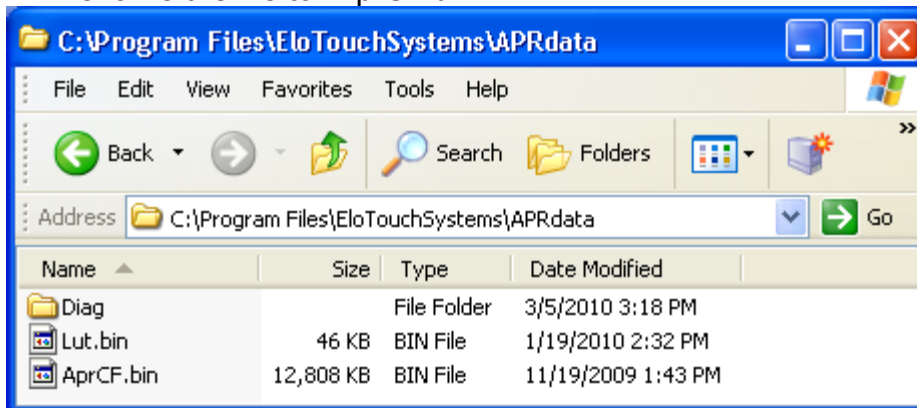 C:\Program Files\EloTouchSystems\APRdata
File Edit View Favorites Tools Help
Back Search Folders »
Address C:\Program Files\EloTouchSystems\APRdata Go
Name Size Type Date Modified
Diag File Folder 3/5/2010 3:18 PM
Lut.bin 46 KB BIN File 1/19/2010 2:32 PM
AprCF.bin 12,808 KB BIN File 11/19/2009 1:43 PM